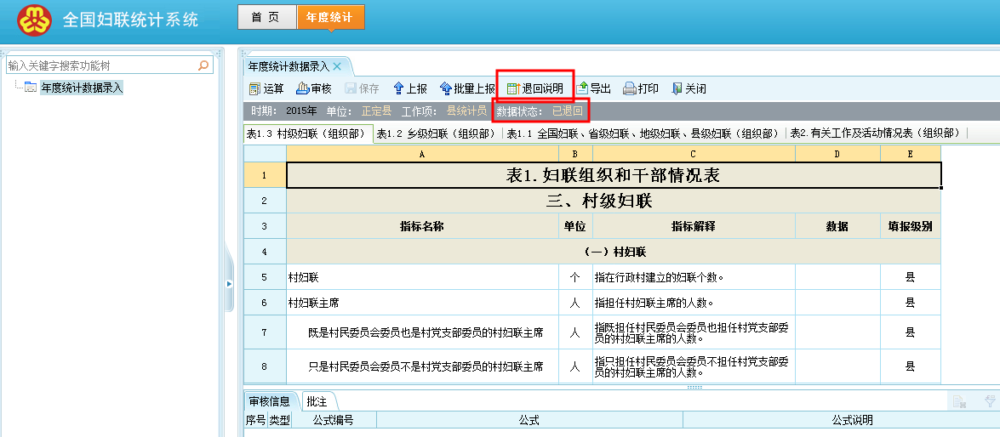 全国妇联统计系统
首 页 年度统计
输入关键字搜索功能树
年度统计数据录入
年度统计数据录入
运算 审核 保存 上报 批量上报 退回说明 导出 打印 关闭
时期： 2015年 单位： 正定县 工作项： 县统计员 数据状态： 已退回
表1.3 村级妇联（组织部） 表1.2 乡级妇联（组织部） 表1.1 全国妇联、省级妇联、地级妇联、县级妇联（组织部） 表2.有关工作及活动情况表（组织部）
A B C D E
1 表1.妇联组织和干部情况表
2 三、村级妇联
3 指标名称 单位 指标解释 数据 填报级别
4 （一）村妇联
5 村妇联 个 指在行政村建立的妇联个数。 县
6 村妇联主席 人 指担任村妇联主席的人数。 县
7 既是村民委员会委员也是村党支部委员的村妇联主席 人 指既担任村民委员会委员也担任村党支部委 县
员的村妇联主席的人数。
8 只是村民委员会委员不是村党支部委员的村妇联主席 人 指只担任村民委员会委员不担任村党支部委 县
员的村妇联主席的人数。
审核信息 批注
序号 类型 公式编号 公式 公式说明